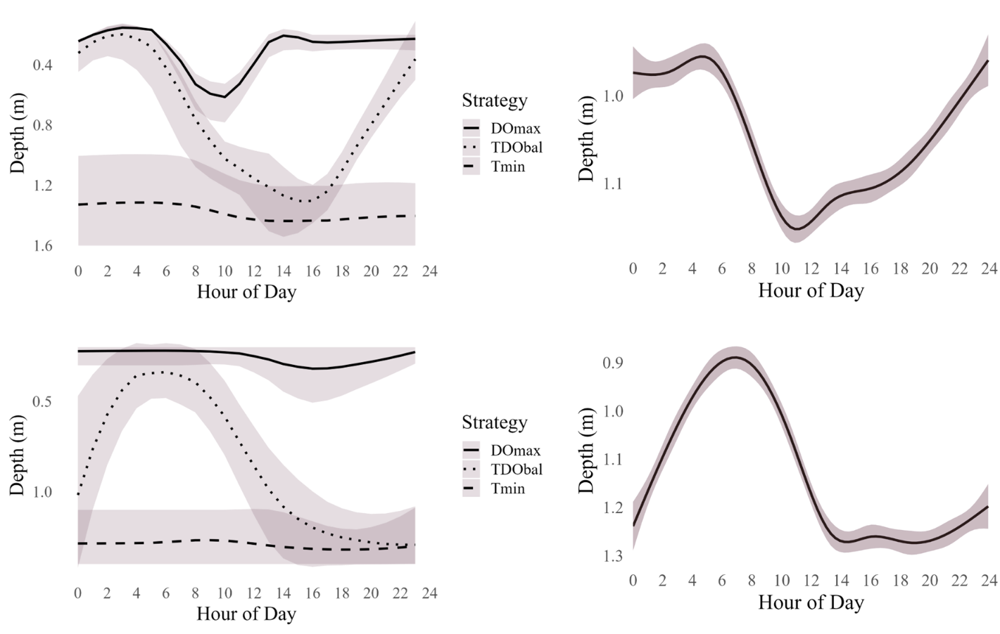 Depth (m)
0.4
0.8
1.2
1.6
0 2 4 6 8 10 12 14 16 18 20 22 24
Hour of Day
Strategy
DOmax
TDObal
Tmin
Depth (m)
1.0
1.1
0 2 4 6 8 10 12 14 16 18 20 22 24
Hour of Day
Depth (m)
0.5
1.0
0 2 4 6 8 10 12 14 16 18 20 22 24
Hour of Day
Strategy
DOmax
TDObal
Tmin
Depth (m)
0.9
1.0
1.1
1.2
1.3
0 2 4 6 8 10 12 14 16 18 20 22 24
Hour of Day